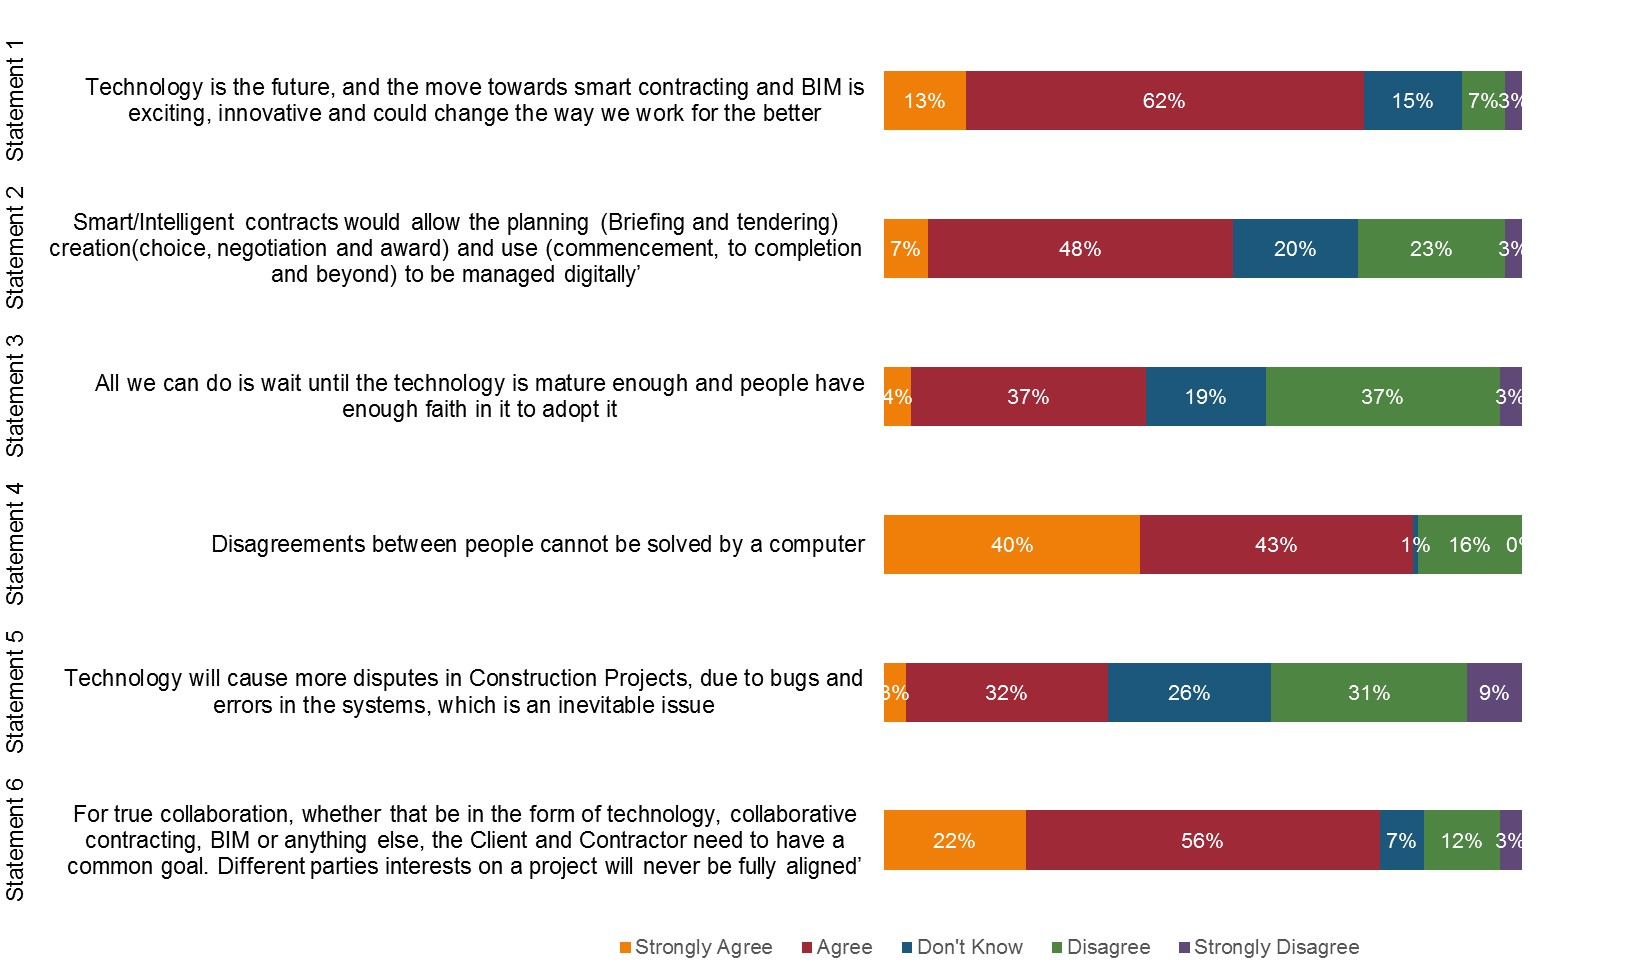 Statement 1
Technology is the future, and the move towards smart contracting and BIM is
exciting, innovative and could change the way we work for the better
13% 62% 15% 7% 3%
Statement 2
Smart/Intelligent contracts would allow the planning (Briefing and tendering)
creation(choice, negotiation and award) and use (commencement, to completion
and beyond) to be managed digitally’
7% 48% 20% 23% 3%
Statement 3
All we can do is wait until the technology is mature enough and people have
enough faith in it to adopt it
4% 37% 19% 37% 3%
Statement 4
Disagreements between people cannot be solved by a computer
40% 43% 1% 16% 0%
Statement 5
Technology will cause more disputes in Construction Projects, due to bugs and
errors in the systems, which is an inevitable issue
3% 32% 26% 31% 9%
Statement 6
For true collaboration, whether that be in the form of technology, collaborative
contracting, BIM or anything else, the Client and Contractor need to have a
common goal. Different parties interests on a project will never be fully aligned’
22% 56% 7% 12% 3%
Strongly Agree Agree Don't Know Disagree Strongly Disagree